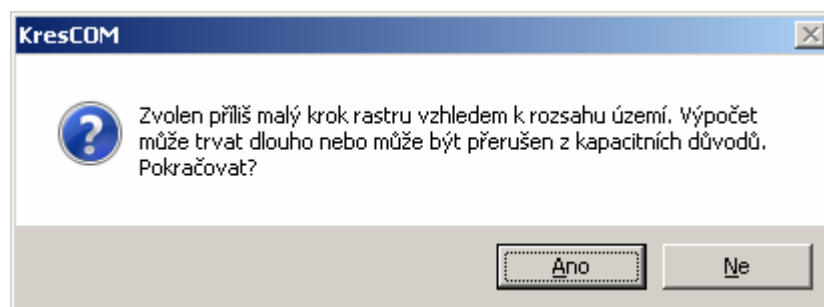 KresCOM
Zvolen příliš malý krok rastru vzhledem k rozsahu území. Výpočet
může trvat dlouho nebo může být přerušen z kapacitních důvodů.
Pokračovat?
Ano
Ne